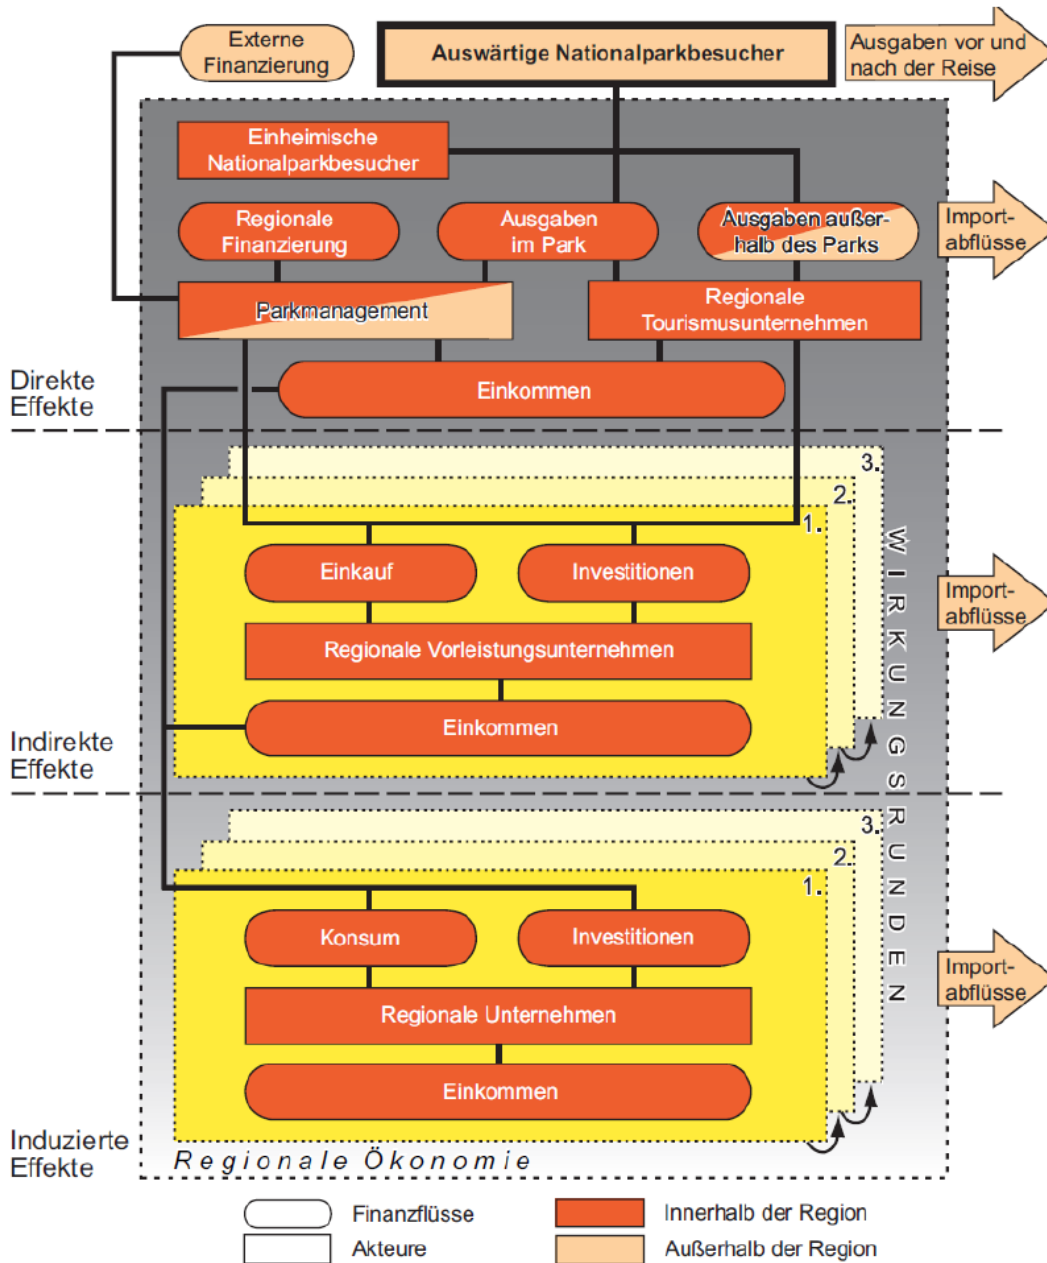 Externe
Finanzierung
Auswärtige Nationalparkbesucher
Ausgaben vor und
nach der Reise
Einheimische
Nationalparkbesucher
Regionale
Finanzierung
Ausgaben
im Park
Ausgaben außer-
halb des Parks
Import-
abflüsse
Parkmanagement
Regionale
Tourismusunternehmen
Einkommen
Direkte
Effekte
3.
2.
1.
Einkauf
Investitionen
Import-
abflüsse
Regionale Vorleistungsunternehmen
Einkommen
Indirekte
Effekte
WIRKUNGSRUNDEN
3.
2.
1.
Konsum
Investitionen
Import-
abflüsse
Regionale Unternehmen
Einkommen
Induzierte
Effekte
Regionale Ökonomie
Finanzflüsse
Innerhalb der Region
Akteure
Außerhalb der Region